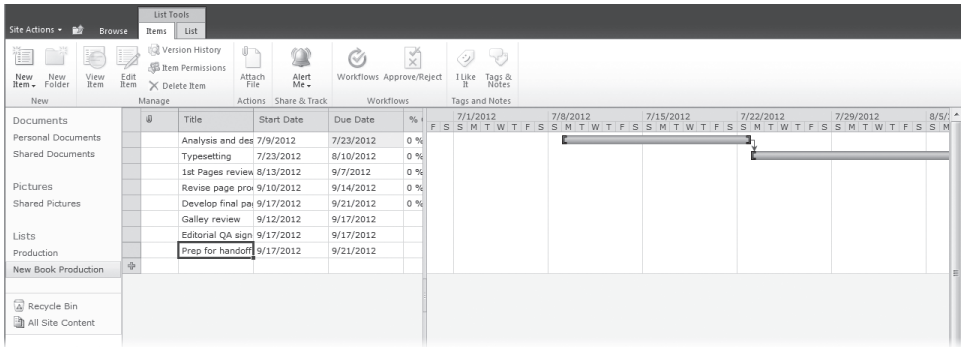 List Tools
Site Actions Browse Items List
New Item New Folder View Item Edit Item
Version History
Item Permissions
Delete Item
Attach File Alert Me Workflows Approve/Reject I Like It Tags & Notes
New Manage Actions Share & Track Workflows Tags and Notes
Documents
Personal Documents
Shared Documents
Pictures
Shared Pictures
Lists
Production
New Book Production
Recycle Bin
All Site Content
Title Start Date Due Date %
Analysis and des 7/9/2012 7/23/2012 0 %
Typesetting 7/23/2012 8/10/2012 0 %
1st Pages review 8/13/2012 9/7/2012 0 %
Revise page pro 9/10/2012 9/14/2012 0 %
Develop final pa 9/17/2012 9/21/2012 0 %
Galley review 9/12/2012 9/17/2012
Editorial QA sign 9/17/2012 9/17/2012
Prep for handoff 9/17/2012 9/21/2012
7/1/2012 7/8/2012 7/15/2012 7/22/2012 7/29/2012 8/5/
F S S M T W T F S S M T W T F S S M T W T F S S M T W T F S S M T W T F S S M